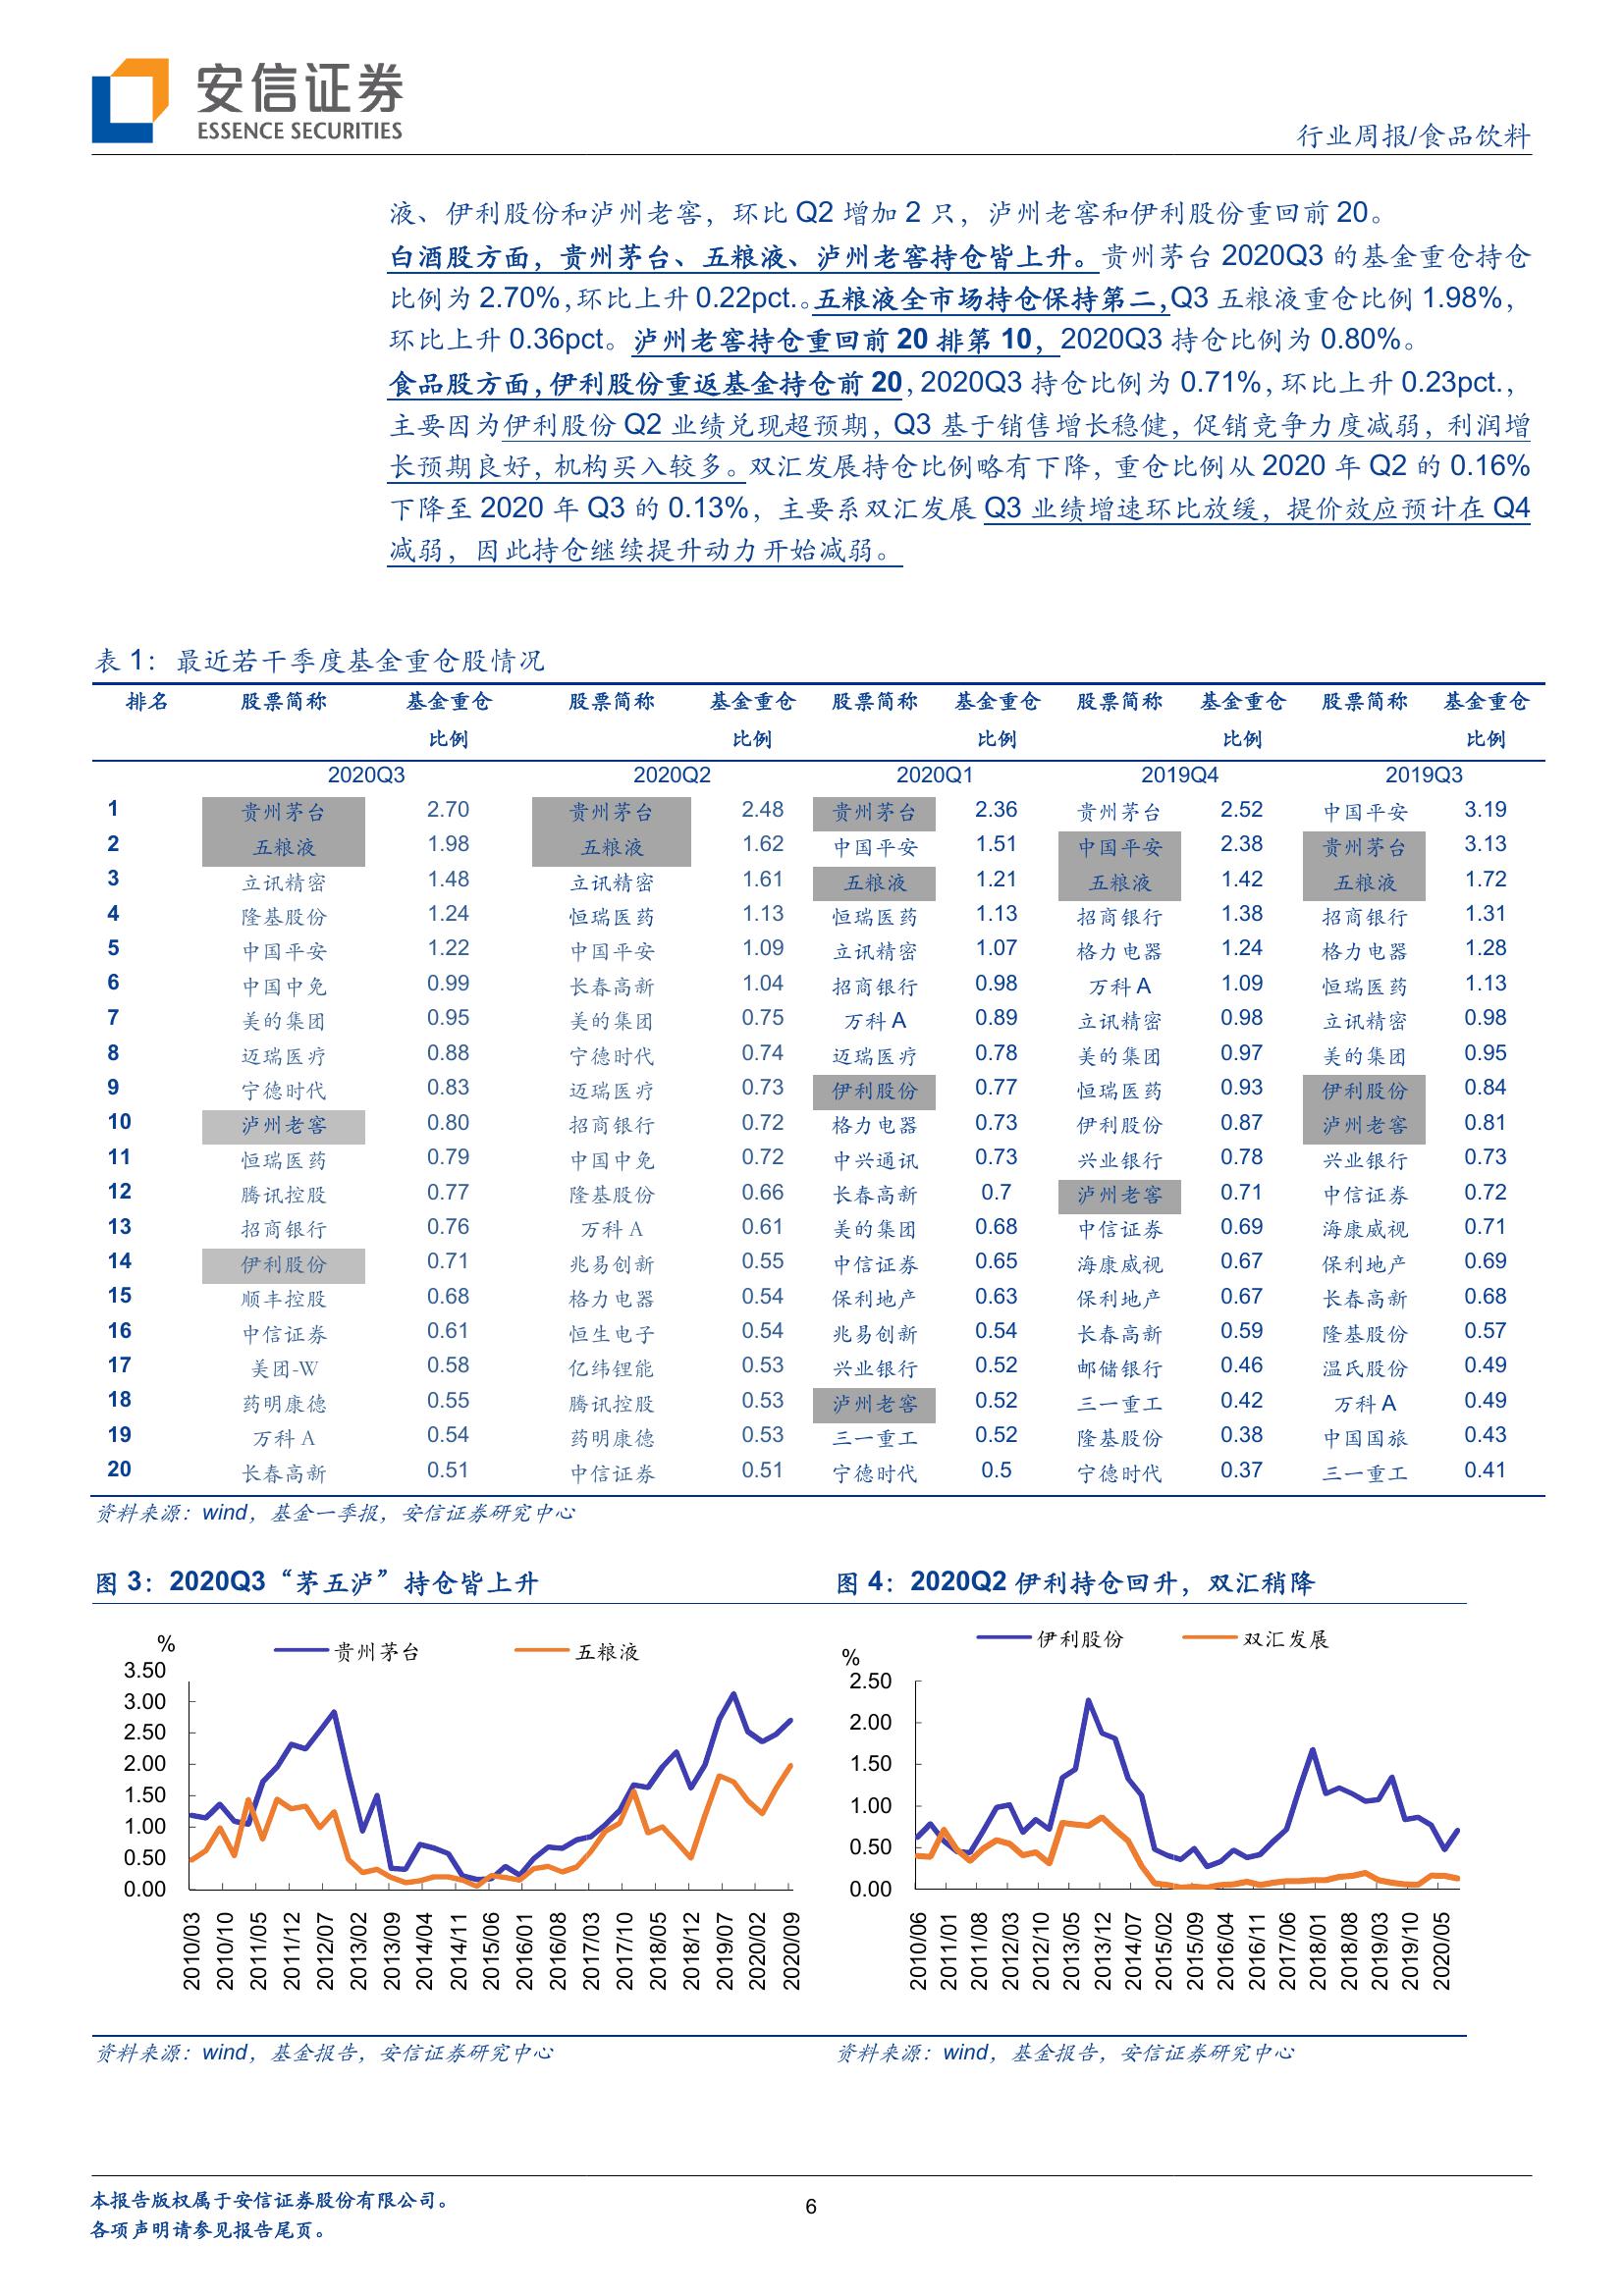 安信证券
ESSENCE SECURITIES
行业周报/食品饮料
液、伊利股份和泸州老窖，环比 Q2 增加 2 只，泸州老窖和伊利股份重回前 20。
白酒股方面，贵州茅台、五粮液、泸州老窖持仓皆上升。贵州茅台 2020Q3 的基金重仓持仓
比例为 2.70%，环比上升 0.22pct.。五粮液全市场持仓保持第二，Q3 五粮液重仓比例 1.98%，
环比上升 0.36pct。泸州老窖持仓重回前 20 排第 10，2020Q3 持仓比例为 0.80%。
食品股方面，伊利股份重返基金持仓前 20，2020Q3 持仓比例为 0.71%，环比上升 0.23pct.，
主要因为伊利股份 Q2 业绩兑现超预期，Q3 基于销售增长稳健，促销竞争力度减弱，利润增
长预期良好，机构买入较多。双汇发展持仓比例略有下降，重仓比例从 2020 年 Q2 的 0.16%
下降至 2020 年 Q3 的 0.13%，主要系双汇发展 Q3 业绩增速环比放缓，提价效应预计在 Q4
减弱，因此持仓继续提升动力开始减弱。
表 1：最近若干季度基金重仓股情况
排名 股票简称 基金重仓 股票简称 基金重仓 股票简称 基金重仓 股票简称 基金重仓 股票简称 基金重仓
比例 比例 比例 比例 比例
2020Q3 2020Q2 2020Q1 2019Q4 2019Q3
1 贵州茅台 2.70 贵州茅台 2.48 贵州茅台 2.36 贵州茅台 2.52 中国平安 3.19
2 五粮液 1.98 五粮液 1.62 中国平安 1.51 中国平安 2.38 贵州茅台 3.13
3 立讯精密 1.48 立讯精密 1.61 五粮液 1.21 五粮液 1.42 五粮液 1.72
4 隆基股份 1.24 恒瑞医药 1.13 恒瑞医药 1.13 招商银行 1.38 招商银行 1.31
5 中国平安 1.22 中国平安 1.09 立讯精密 1.07 格力电器 1.24 格力电器 1.28
6 中国中免 0.99 长春高新 1.04 招商银行 0.98 万科 A 1.09 恒瑞医药 1.13
7 美的集团 0.95 美的集团 0.75 万科 A 0.89 立讯精密 0.98 立讯精密 0.98
8 迈瑞医疗 0.88 宁德时代 0.74 迈瑞医疗 0.78 美的集团 0.97 美的集团 0.95
9 宁德时代 0.83 迈瑞医疗 0.73 伊利股份 0.77 恒瑞医药 0.93 伊利股份 0.84
10 泸州老窖 0.80 招商银行 0.72 格力电器 0.73 伊利股份 0.87 泸州老窖 0.81
11 恒瑞医药 0.79 中国中免 0.72 中兴通讯 0.73 兴业银行 0.78 兴业银行 0.73
12 腾讯控股 0.77 隆基股份 0.66 长春高新 0.7 泸州老窖 0.71 中信证券 0.72
13 招商银行 0.76 万科 A 0.61 美的集团 0.68 中信证券 0.69 海康威视 0.71
14 伊利股份 0.71 兆易创新 0.55 中信证券 0.65 海康威视 0.67 保利地产 0.69
15 顺丰控股 0.68 格力电器 0.54 保利地产 0.63 保利地产 0.67 长春高新 0.68
16 中信证券 0.61 恒生电子 0.54 兆易创新 0.54 长春高新 0.59 隆基股份 0.57
17 美团-W 0.58 亿纬锂能 0.53 兴业银行 0.52 邮储银行 0.46 温氏股份 0.49
18 药明康德 0.55 腾讯控股 0.53 泸州老窖 0.52 三一重工 0.42 万科 A 0.49
19 万科 A 0.54 药明康德 0.53 三一重工 0.52 隆基股份 0.38 中国国旅 0.43
20 长春高新 0.51 中信证券 0.51 宁德时代 0.5 宁德时代 0.37 三一重工 0.41
资料来源：wind，基金一季报，安信证券研究中心
图 3：2020Q3“茅五泸”持仓皆上升
%
贵州茅台 五粮液
3.50
3.00
2.50
2.00
1.50
1.00
0.50
0.00
2010/03 2010/10 2011/05 2011/12 2012/07 2013/02 2013/09 2014/04 2014/11 2015/06 2016/01 2016/08 2017/03 2017/10 2018/05 2018/12 2019/07 2020/02 2020/09
资料来源：wind，基金报告，安信证券研究中心
图 4：2020Q2 伊利持仓回升，双汇稍降
伊利股份 双汇发展
%
2.50
2.00
1.50
1.00
0.50
0.00
2010/06 2011/01 2011/08 2012/03 2012/10 2013/05 2013/12 2014/07 2015/02 2015/09 2016/04 2016/11 2017/06 2018/01 2018/08 2019/03 2019/10 2020/05
资料来源：wind，基金报告，安信证券研究中心
本报告版权属于安信证券股份有限公司。
各项声明请参见报告尾页。
6